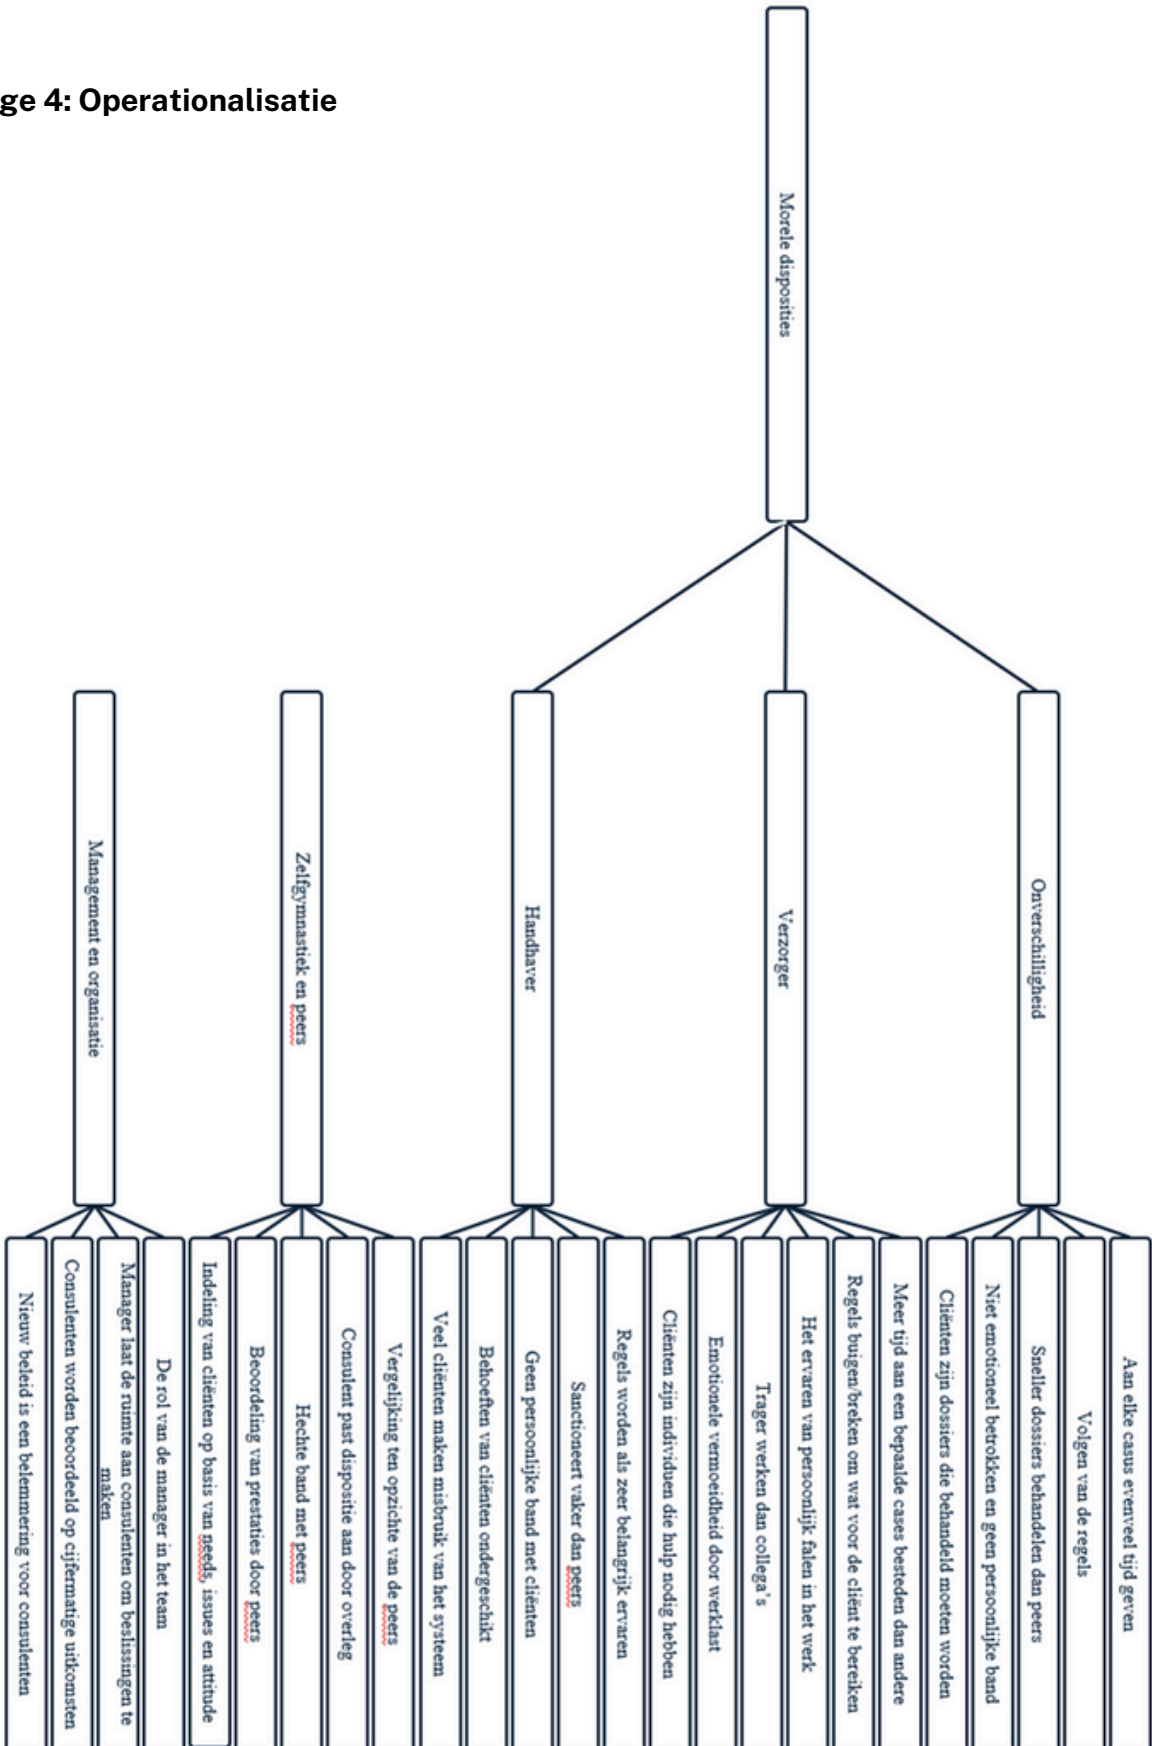 ge 4: Operationalisatie
Morele disposities
Onverschilligheid
Verzorger
Handhaver
Zelfgymnastiek en peers
Management en organisatie
Aan elke casus evenveel tijd geven
Volgen van de regels
Sneller dossiers behandelen dan peers
Niet emotioneel betrokken en geen persoonlijke band
Cliënten zijn dossiers die behandeld moeten worden
Meer tijd aan een bepaalde cases besteden dan andere
Regels buigen/breken om wat voor de cliënt te bereiken
Het ervaren van persoonlijk falen in het werk
Trager werken dan collega's
Emotionele vermoeidheid door werklast
Cliënten zijn individuen die hulp nodig hebben
Regels worden als zeer belangrijk ervaren
Sanctioneert vaker dan peers
Geen persoonlijke band met cliënten
Behoeften van cliënten ondergeschikt
Veel cliënten maken misbruik van het systeem
Vergelijking ten opzichte van de peers
Consulent past dispositie aan door overleg
Hechte band met peers
Beoordeling van prestaties door peers
Indeling van cliënten op basis van needs, issues en attitude
De rol van de manager in het team
Manager laat de ruimte aan consulenten om beslissingen te
maken
Consulenten worden beoordeeld op cijfermatige uitkomsten
Nieuw beleid is een belemmering voor consulenten